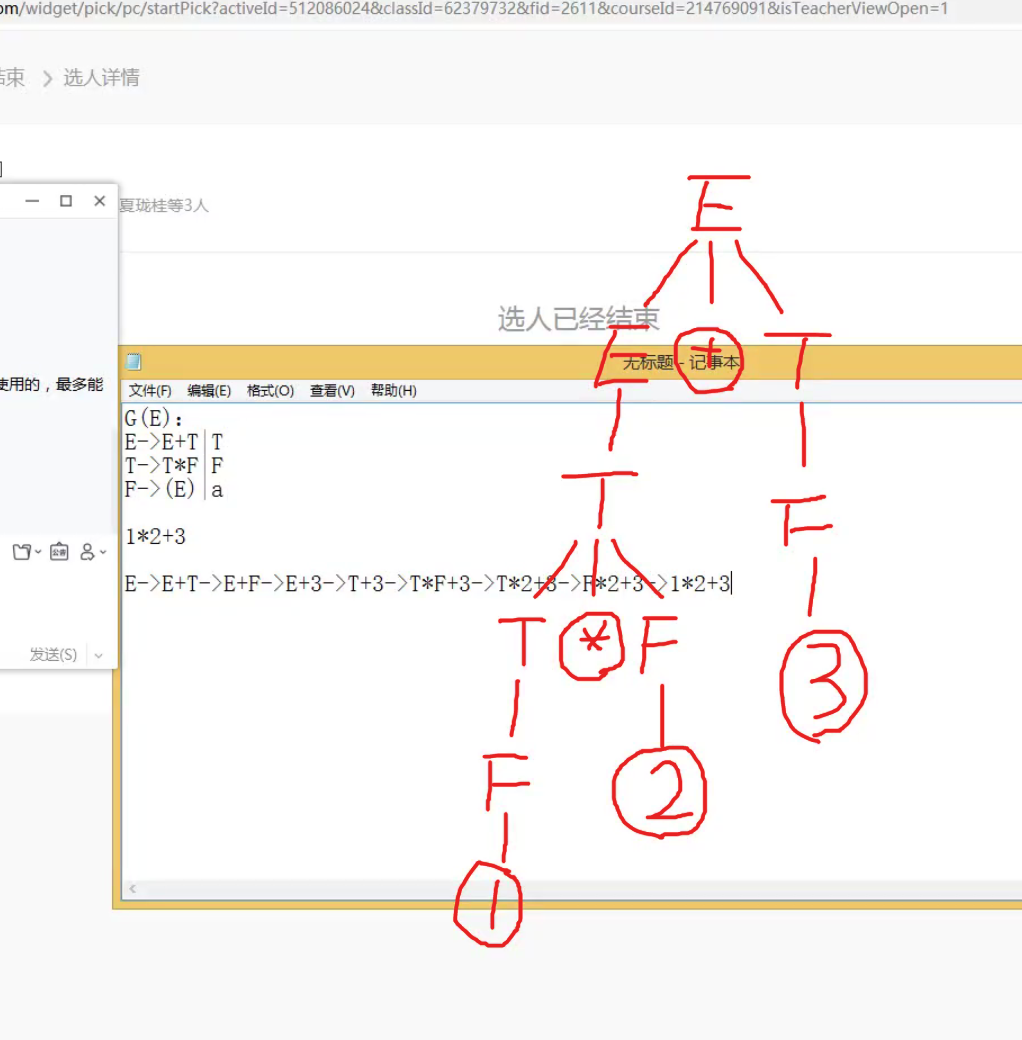 om/widget/pick/pc/startPick?activeId=512086024&classId=62379732&fid=2611&courseId=214769091&isTeacherViewOpen=1
结束 > 选人详情
]
夏珑桂等3人
选人已经结束
使用的，最多能
无标题 - 记事本
文件(F) 编辑(E) 格式(O) 查看(V) 帮助(H)
G(E):
E->E+T|T
T->T*F|F
F->(E)|a
1*2+3
公告
E->E+T->E+F->E+3->T+3->T*F+3->T*2+3->F*2+3->1*2+3
发送(S)
E
E + T
T F
T * F 3
F 2
1